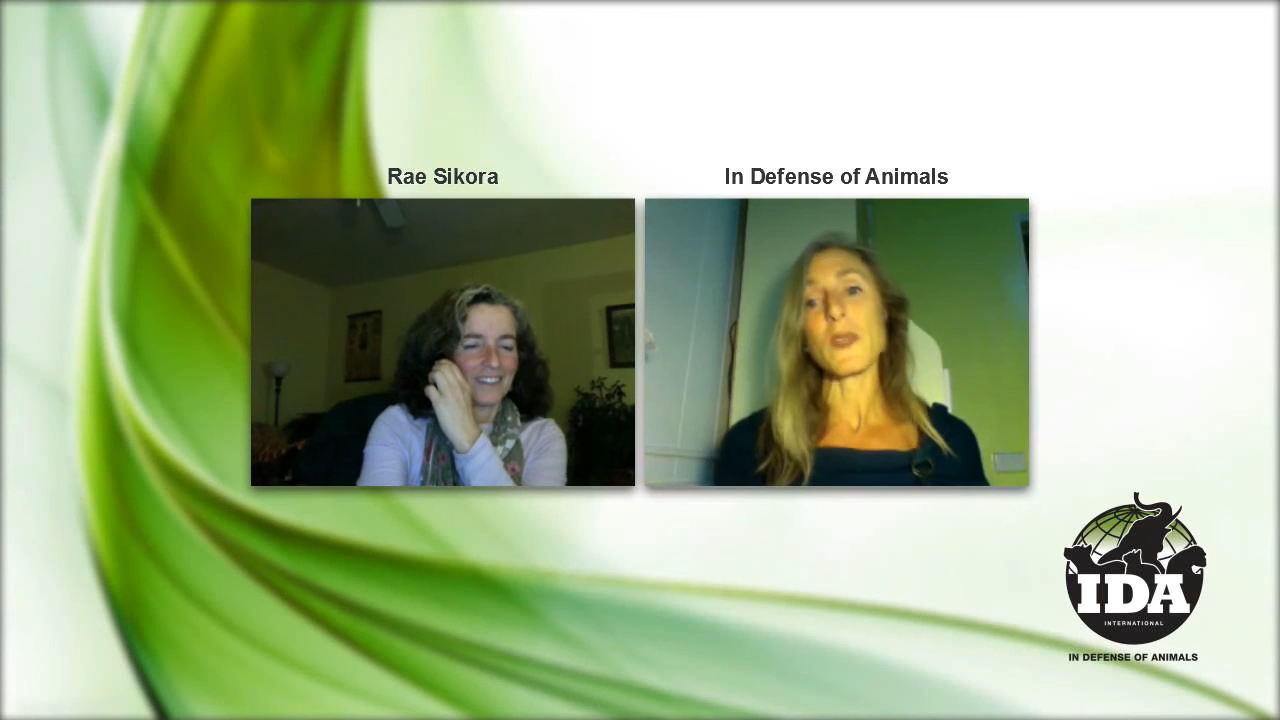 Rae Sikora
In Defense of Animals
IDA
INTERNATIONAL
IN DEFENSE OF ANIMALS